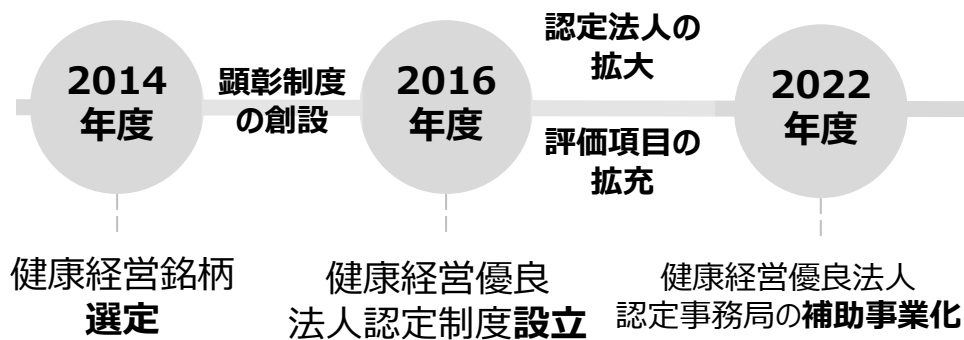 2014
年度
顕彰制度
の創設
2016
年度
認定法人の
拡大
評価項目の
拡充
2022
年度
健康経営銘柄
選定
健康経営優良
法人認定制度設立
健康経営優良法人
認定事務局の補助事業化